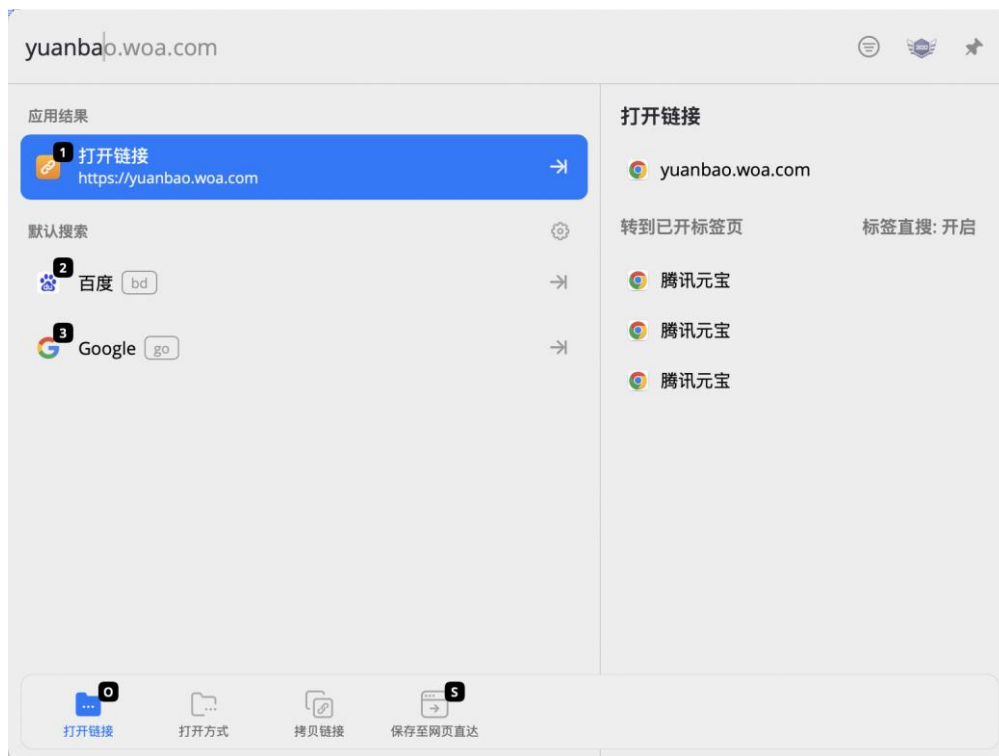 yuanbao.woa.com
应用结果
1
打开链接
https://yuanbao.woa.com
默认搜索
2
百度 bd
3
Google go
打开链接
yuanbao.woa.com
转到已开标签页 标签直搜: 开启
腾讯元宝
腾讯元宝
腾讯元宝
O
打开链接
打开方式
拷贝链接
S
保存至网页直达